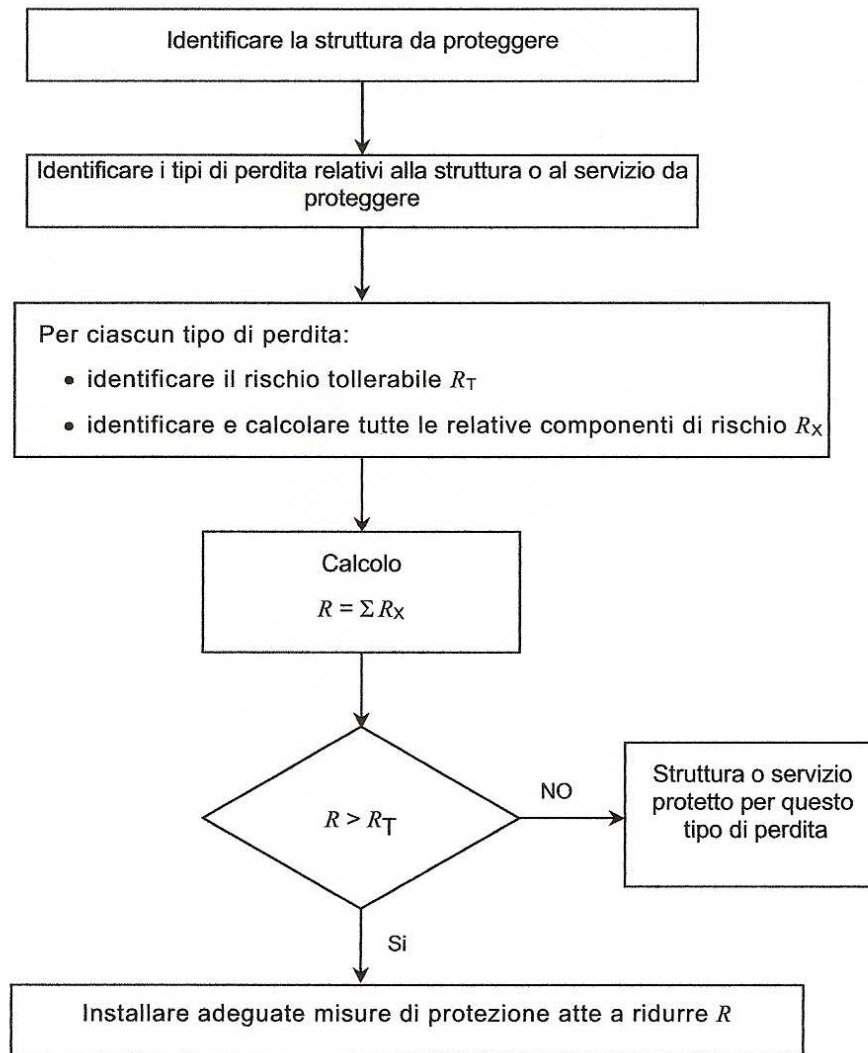 Identificare la struttura da proteggere
Identificare i tipi di perdita relativi alla struttura o al servizio da
proteggere
Per ciascun tipo di perdita:
• identificare il rischio tollerabile RT
• identificare e calcolare tutte le relative componenti di rischio RX
Calcolo
R = Σ RX
R > RT
NO
Struttura o servizio
protetto per questo
tipo di perdita
Si
Installare adeguate misure di protezione atte a ridurre R